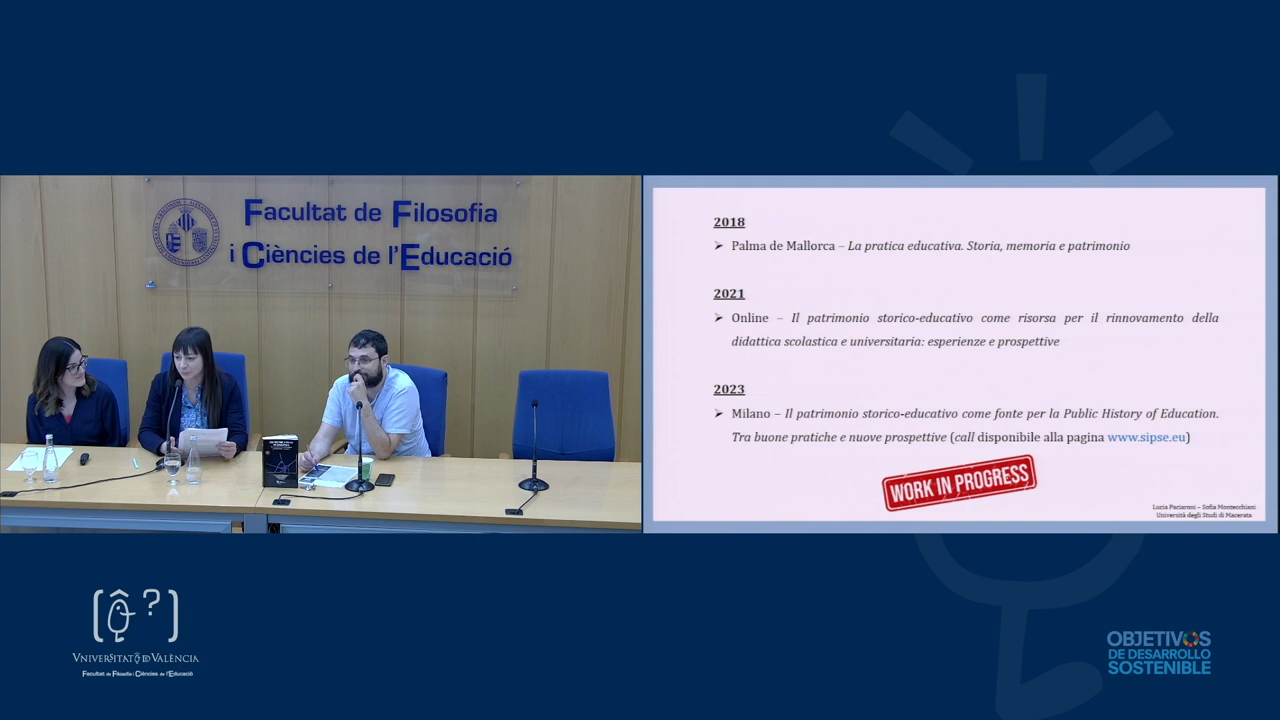 Facultat de Filosofia
i Ciències de l'Educació
2018
➢ Palma de Mallorca – La pratica educativa. Storia, memoria e patrimonio
2021
➢ Online – Il patrimonio storico-educativo come risorsa per il rinnovamento della
didattica scolastica e universitaria: esperienze e prospettive
2023
➢ Milano – Il patrimonio storico-educativo come fonte per la Public History of Education.
Tra buone pratiche e nuove prospettive (call disponibile alla pagina www.sipse.eu)
WORK IN PROGRESS
Lucia Paciaroni – Sofia Montecchiani
Università degli Studi di Macerata
[ ? ]
VNIVERSITAT DE VALÈNCIA
Facultat de Filosofia i Ciències de l'Educació
OBJETIVOS
DE DESARROLLO
SOSTENIBLE